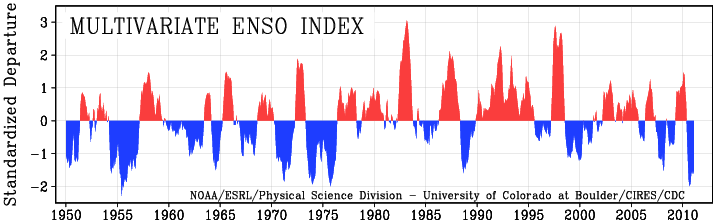 MULTIVARIATE ENSO INDEX
Standardized Departure
3
2
1
0
−1
−2
NOAA/ESRL/Physical Science Division − University of Colorado at Boulder/CIRES/CDC
1950 1955 1960 1965 1970 1975 1980 1985 1990 1995 2000 2005 2010